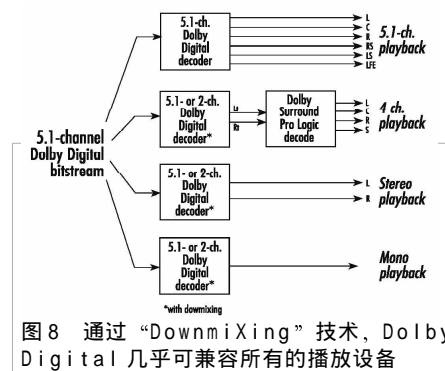 5.1-channel
Dolby Digital
bitstream
5.1-ch.
Dolby
Digital
decoder
L
C
R
RS
LS
LFE
5.1-ch.
playback
5.1- or 2-ch.
Dolby
Digital
decoder*
Lo
Ro
Dolby
Surround
Pro Logic
decode
L
C
R
S
4 ch.
playback
5.1- or 2-ch.
Dolby
Digital
decoder*
L
R
Stereo
playback
5.1- or 2-ch.
Dolby
Digital
decoder*
Mono
playback
*with dowmixing
图8 通过“DownmiXing”技术，Dolby
Digital几乎可兼容所有的播放设备